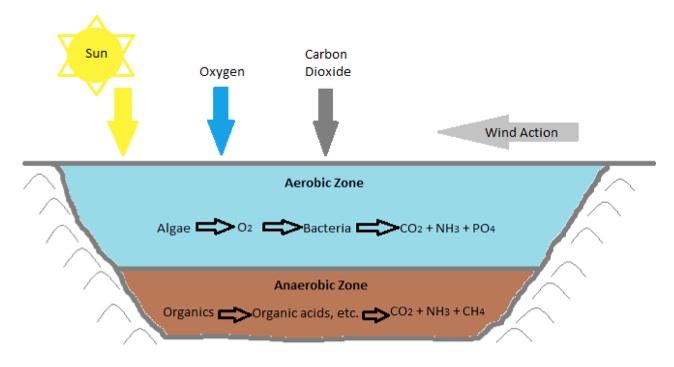 Sun
Oxygen
Carbon
Dioxide
Wind Action
Aerobic Zone
Algae O2 Bacteria CO2 + NH3 + PO4
Anaerobic Zone
Organics Organic acids, etc. CO2 + NH3 + CH4